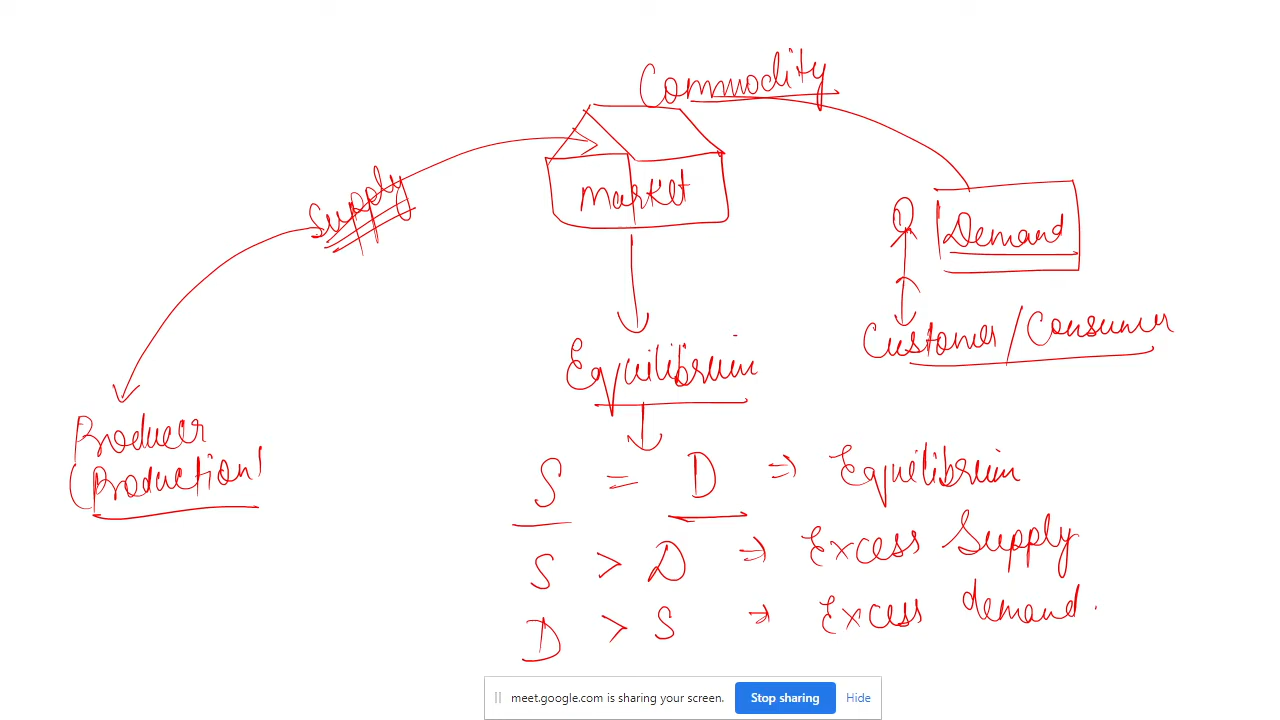 Commodity
Supply
Market
Demand
Customer/Consumer
Equilibrium
Producer
(Production)
S = D ⇒ Equilibrium
S > D ⇒ Excess Supply
D > S ⇒ Excess demand.
meet.google.com is sharing your screen.
Stop sharing
Hide